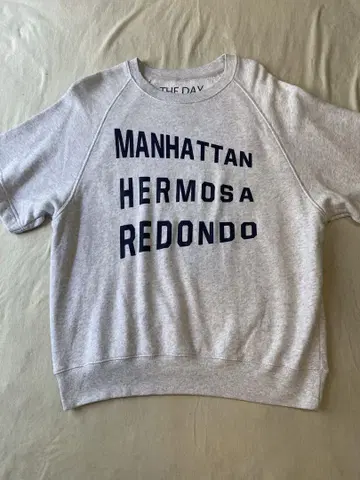 THE DAY
MANHATTAN
HERMOSA
REDONDO